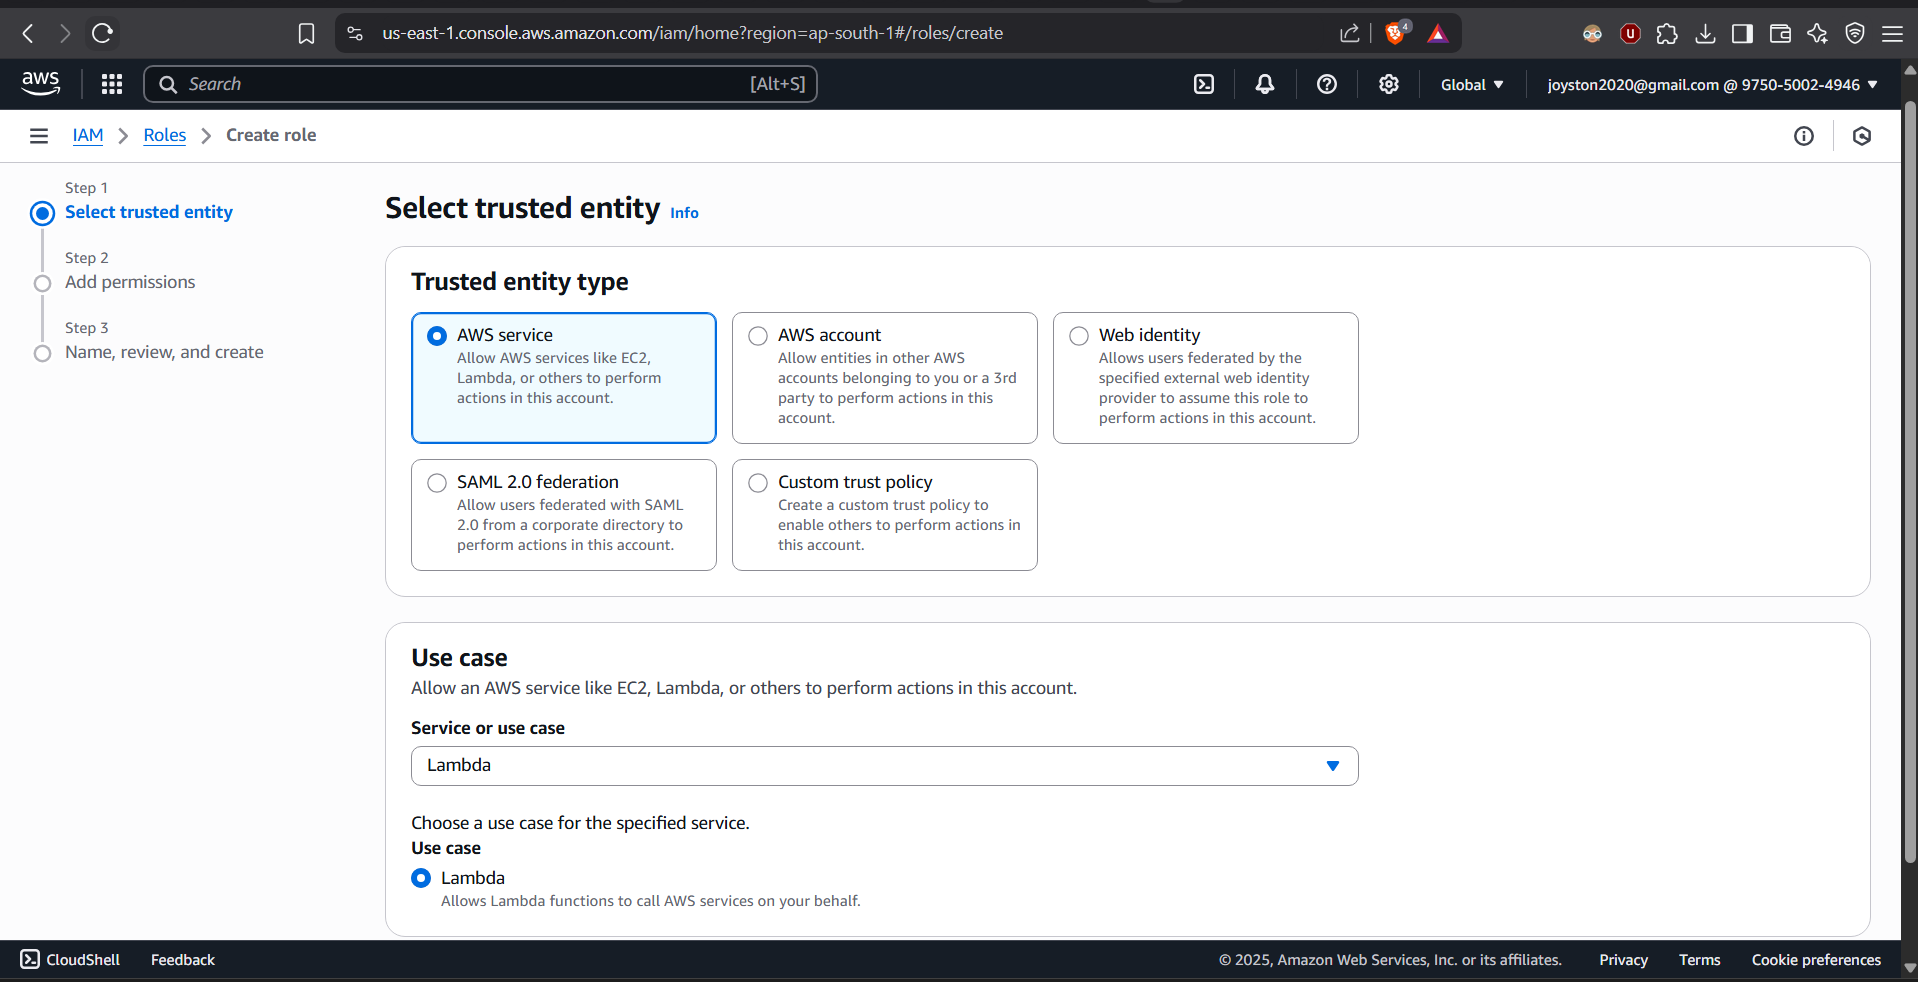 us-east-1.console.aws.amazon.com/iam/home?region=ap-south-1#/roles/create
4
aws
Search
[Alt+S]
Global
joyston2020@gmail.com @ 9750-5002-4946
IAM
Roles
Create role
Step 1
Select trusted entity
Step 2
Add permissions
Step 3
Name, review, and create
Select trusted entity Info
Trusted entity type
AWS service
Allow AWS services like EC2,
Lambda, or others to perform
actions in this account.
AWS account
Allow entities in other AWS
accounts belonging to you or a 3rd
party to perform actions in this
account.
Web identity
Allows users federated by the
specified external web identity
provider to assume this role to
perform actions in this account.
SAML 2.0 federation
Allow users federated with SAML
2.0 from a corporate directory to
perform actions in this account.
Custom trust policy
Create a custom trust policy to
enable others to perform actions in
this account.
Use case
Allow an AWS service like EC2, Lambda, or others to perform actions in this account.
Service or use case
Lambda
Choose a use case for the specified service.
Use case
Lambda
Allows Lambda functions to call AWS services on your behalf.
CloudShell
Feedback
© 2025, Amazon Web Services, Inc. or its affiliates.
Privacy
Terms
Cookie preferences